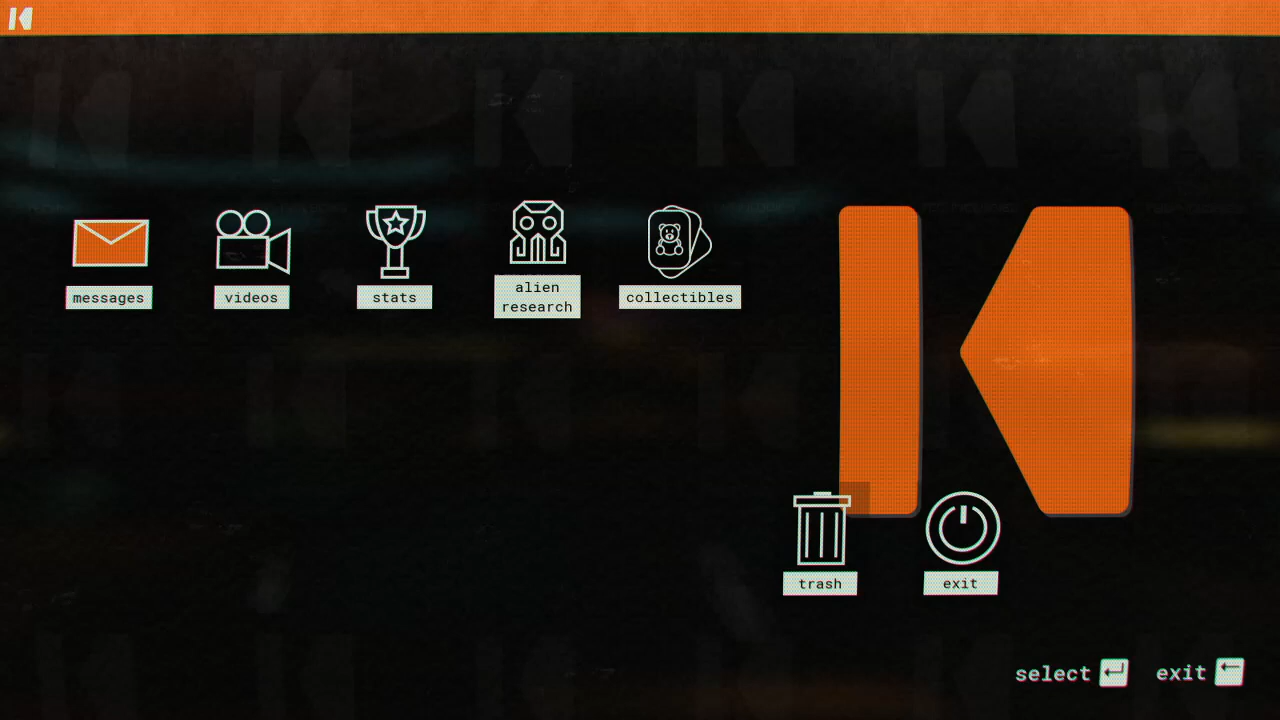 messages
videos
stats
alien
research
collectibles
trash
exit
select
exit